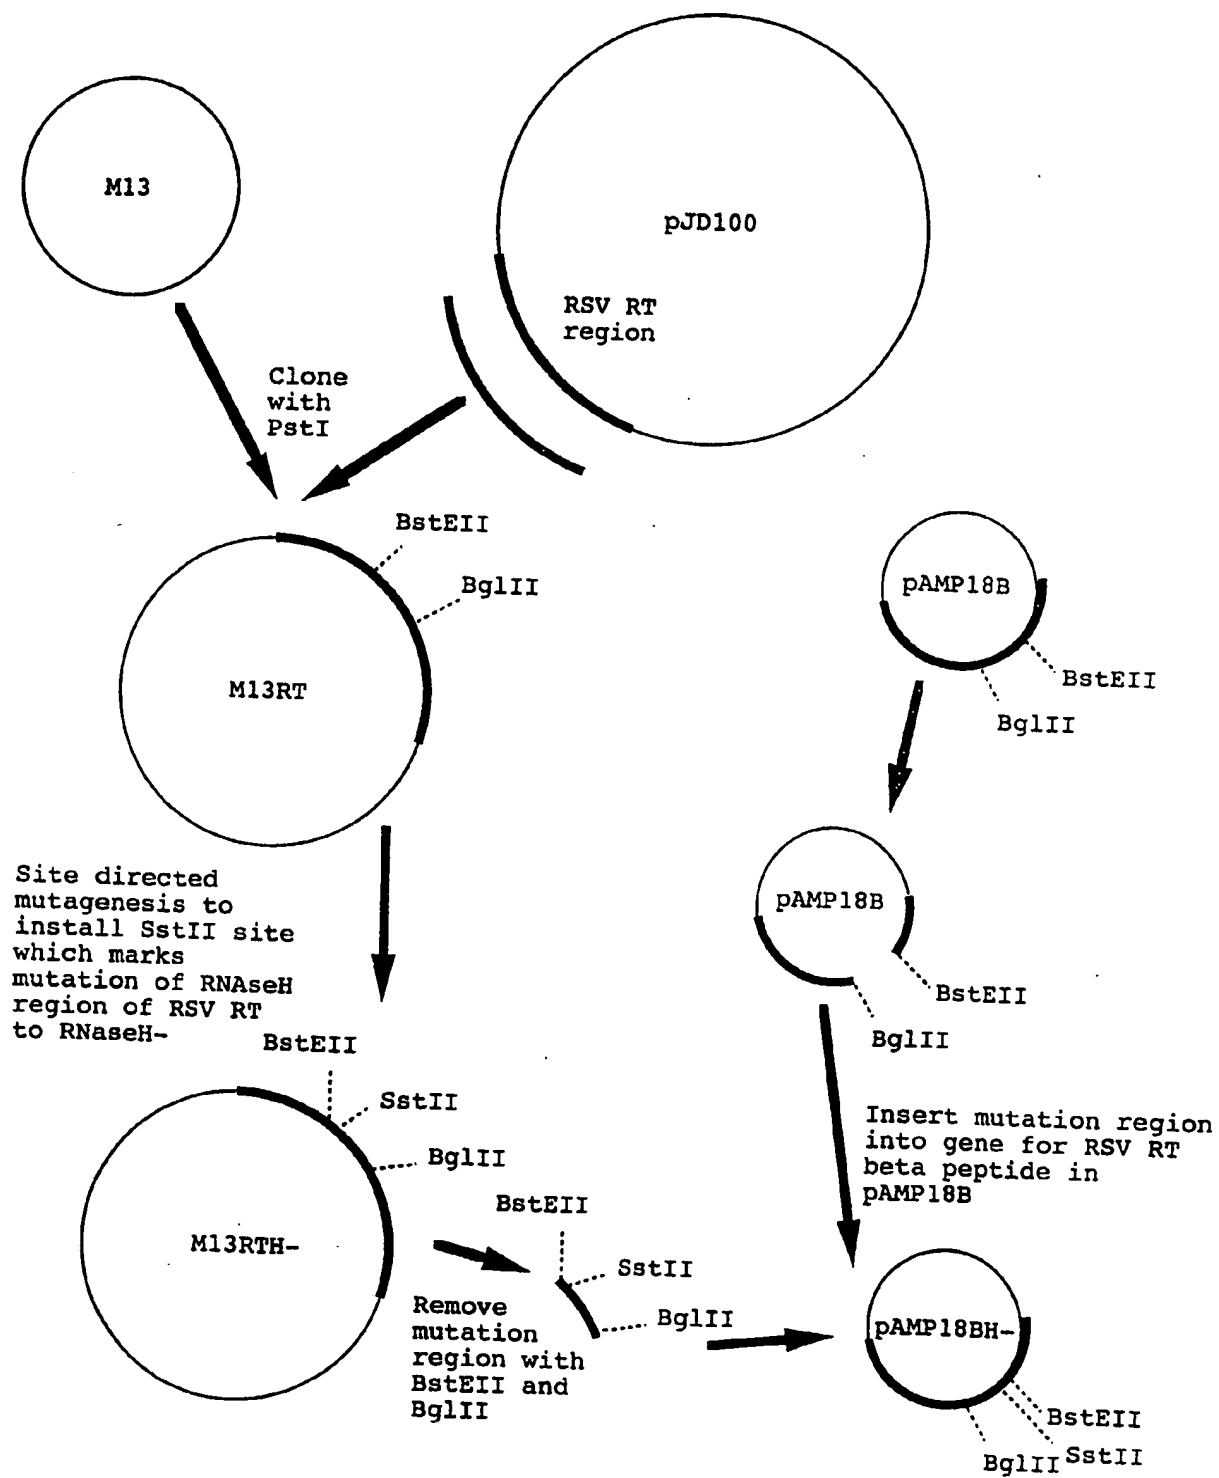 M13
pJD100
RSV RT
region
Clone
with
PstI
BstEII
BglII
M13RT
pAMP18B
BstEII
BglII
Site directed
mutagenesis to
install SstII site
which marks
mutation of RNAseH
region of RSV RT
to RNaseH-
pAMP18B
BstEII
BglII
BstEII
SstII
BglII
M13RTH-
Insert mutation region
into gene for RSV RT
beta peptide in
pAMP18B
BstEII
SstII
BglII
Remove
mutation
region with
BstEII and
BglII
pAMP18BH-
BstEII
SstII
BglII